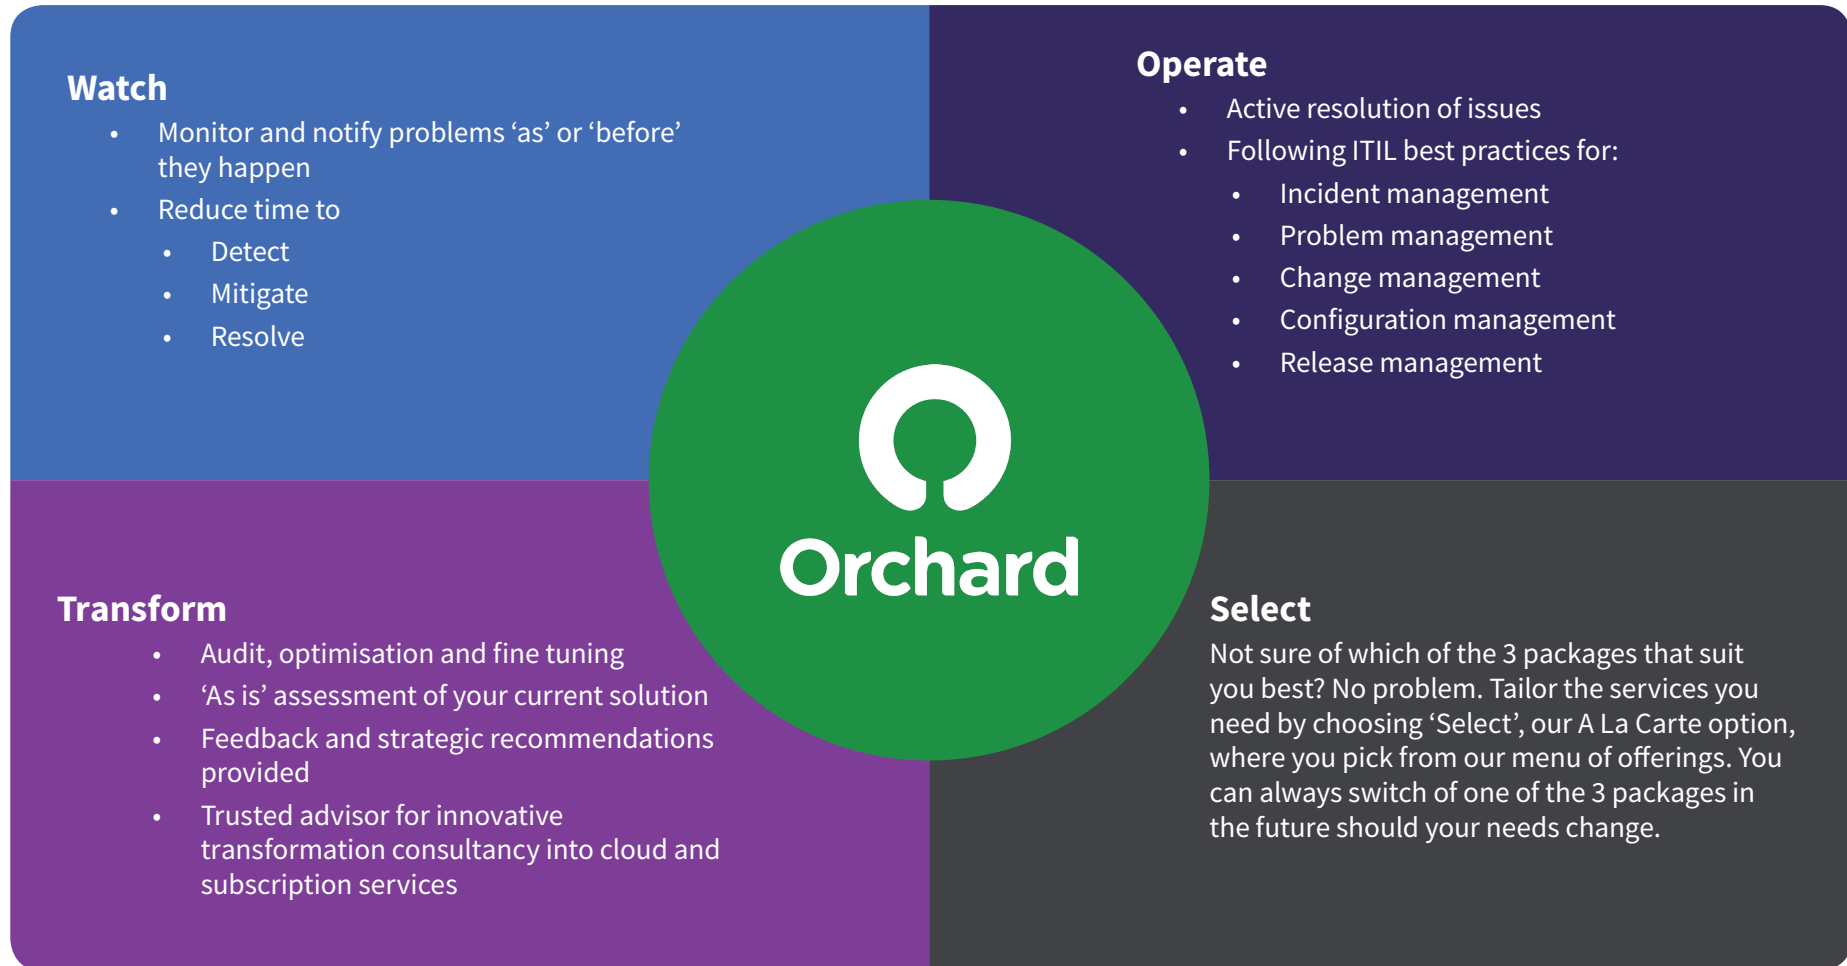 Watch
• Monitor and notify problems ‘as’ or ‘before’
they happen
• Reduce time to
• Detect
• Mitigate
• Resolve
Operate
• Active resolution of issues
• Following ITIL best practices for:
• Incident management
• Problem management
• Change management
• Configuration management
• Release management
Orchard
Transform
• Audit, optimisation and fine tuning
• ‘As is’ assessment of your current solution
• Feedback and strategic recommendations
provided
• Trusted advisor for innovative
transformation consultancy into cloud and
subscription services
Select
Not sure of which of the 3 packages that suit
you best? No problem. Tailor the services you
need by choosing ‘Select’, our A La Carte option,
where you pick from our menu of offerings. You
can always switch of one of the 3 packages in
the future should your needs change.